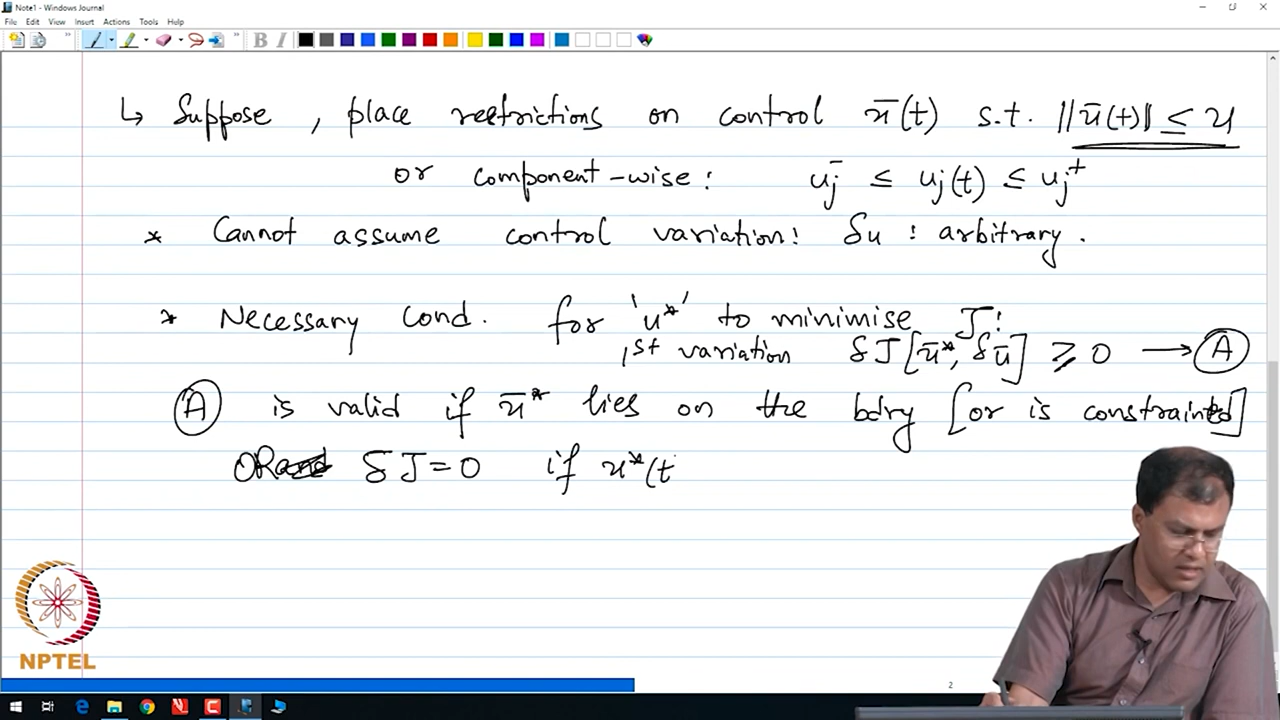 Note1 - Windows Journal
File Edit View Insert Actions Tools Help
B I
↳ Suppose , place restrictions on control ū(t) s.t. ||ū(t)|| ≤ U
or component-wise : uj⁻ ≤ uj(t) ≤ uj⁺
* Cannot assume control variation : δu : arbitrary .
* Necessary Cond. for 'u*' to minimise J :
1st variation δJ[ū*, δū] ≥ 0 → Ⓐ
Ⓐ is valid if ū* lies on the bdry [or is constrained]
OR δJ = 0 if u*(t
NPTEL
2